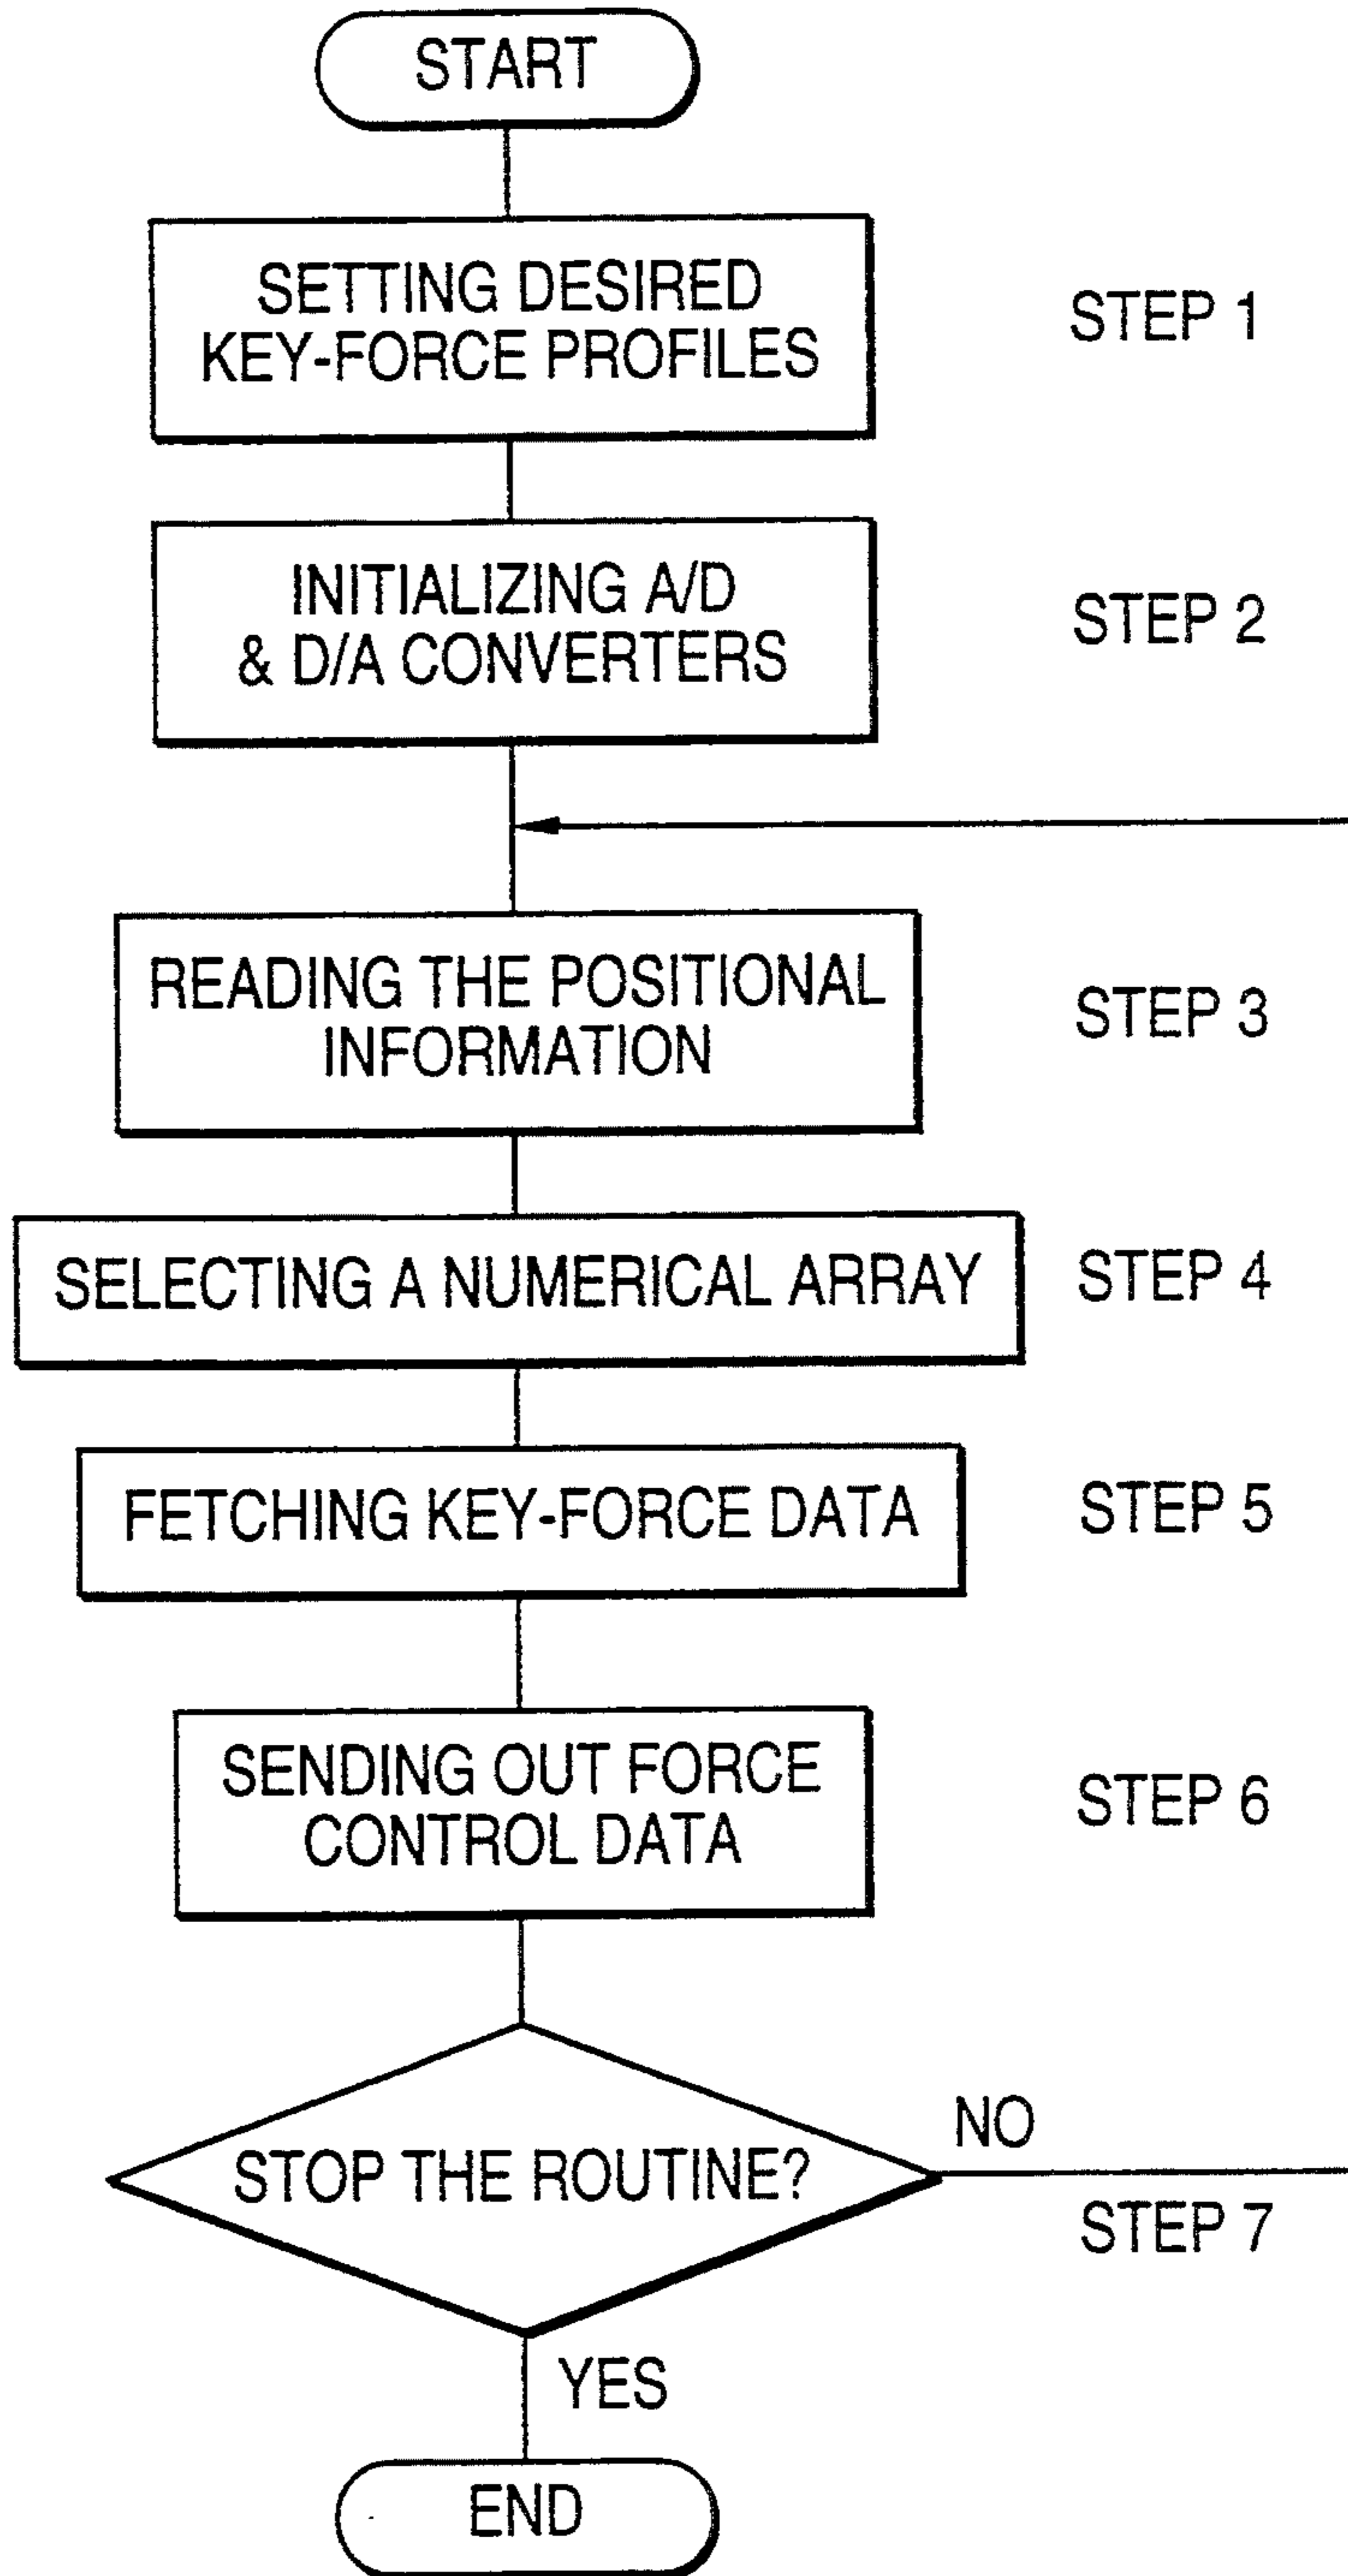 START
SETTING DESIRED
KEY-FORCE PROFILES
STEP 1
INITIALIZING A/D
& D/A CONVERTERS
STEP 2
READING THE POSITIONAL
INFORMATION
STEP 3
SELECTING A NUMERICAL ARRAY
STEP 4
FETCHING KEY-FORCE DATA
STEP 5
SENDING OUT FORCE
CONTROL DATA
STEP 6
STOP THE ROUTINE?
NO
STEP 7
YES
END